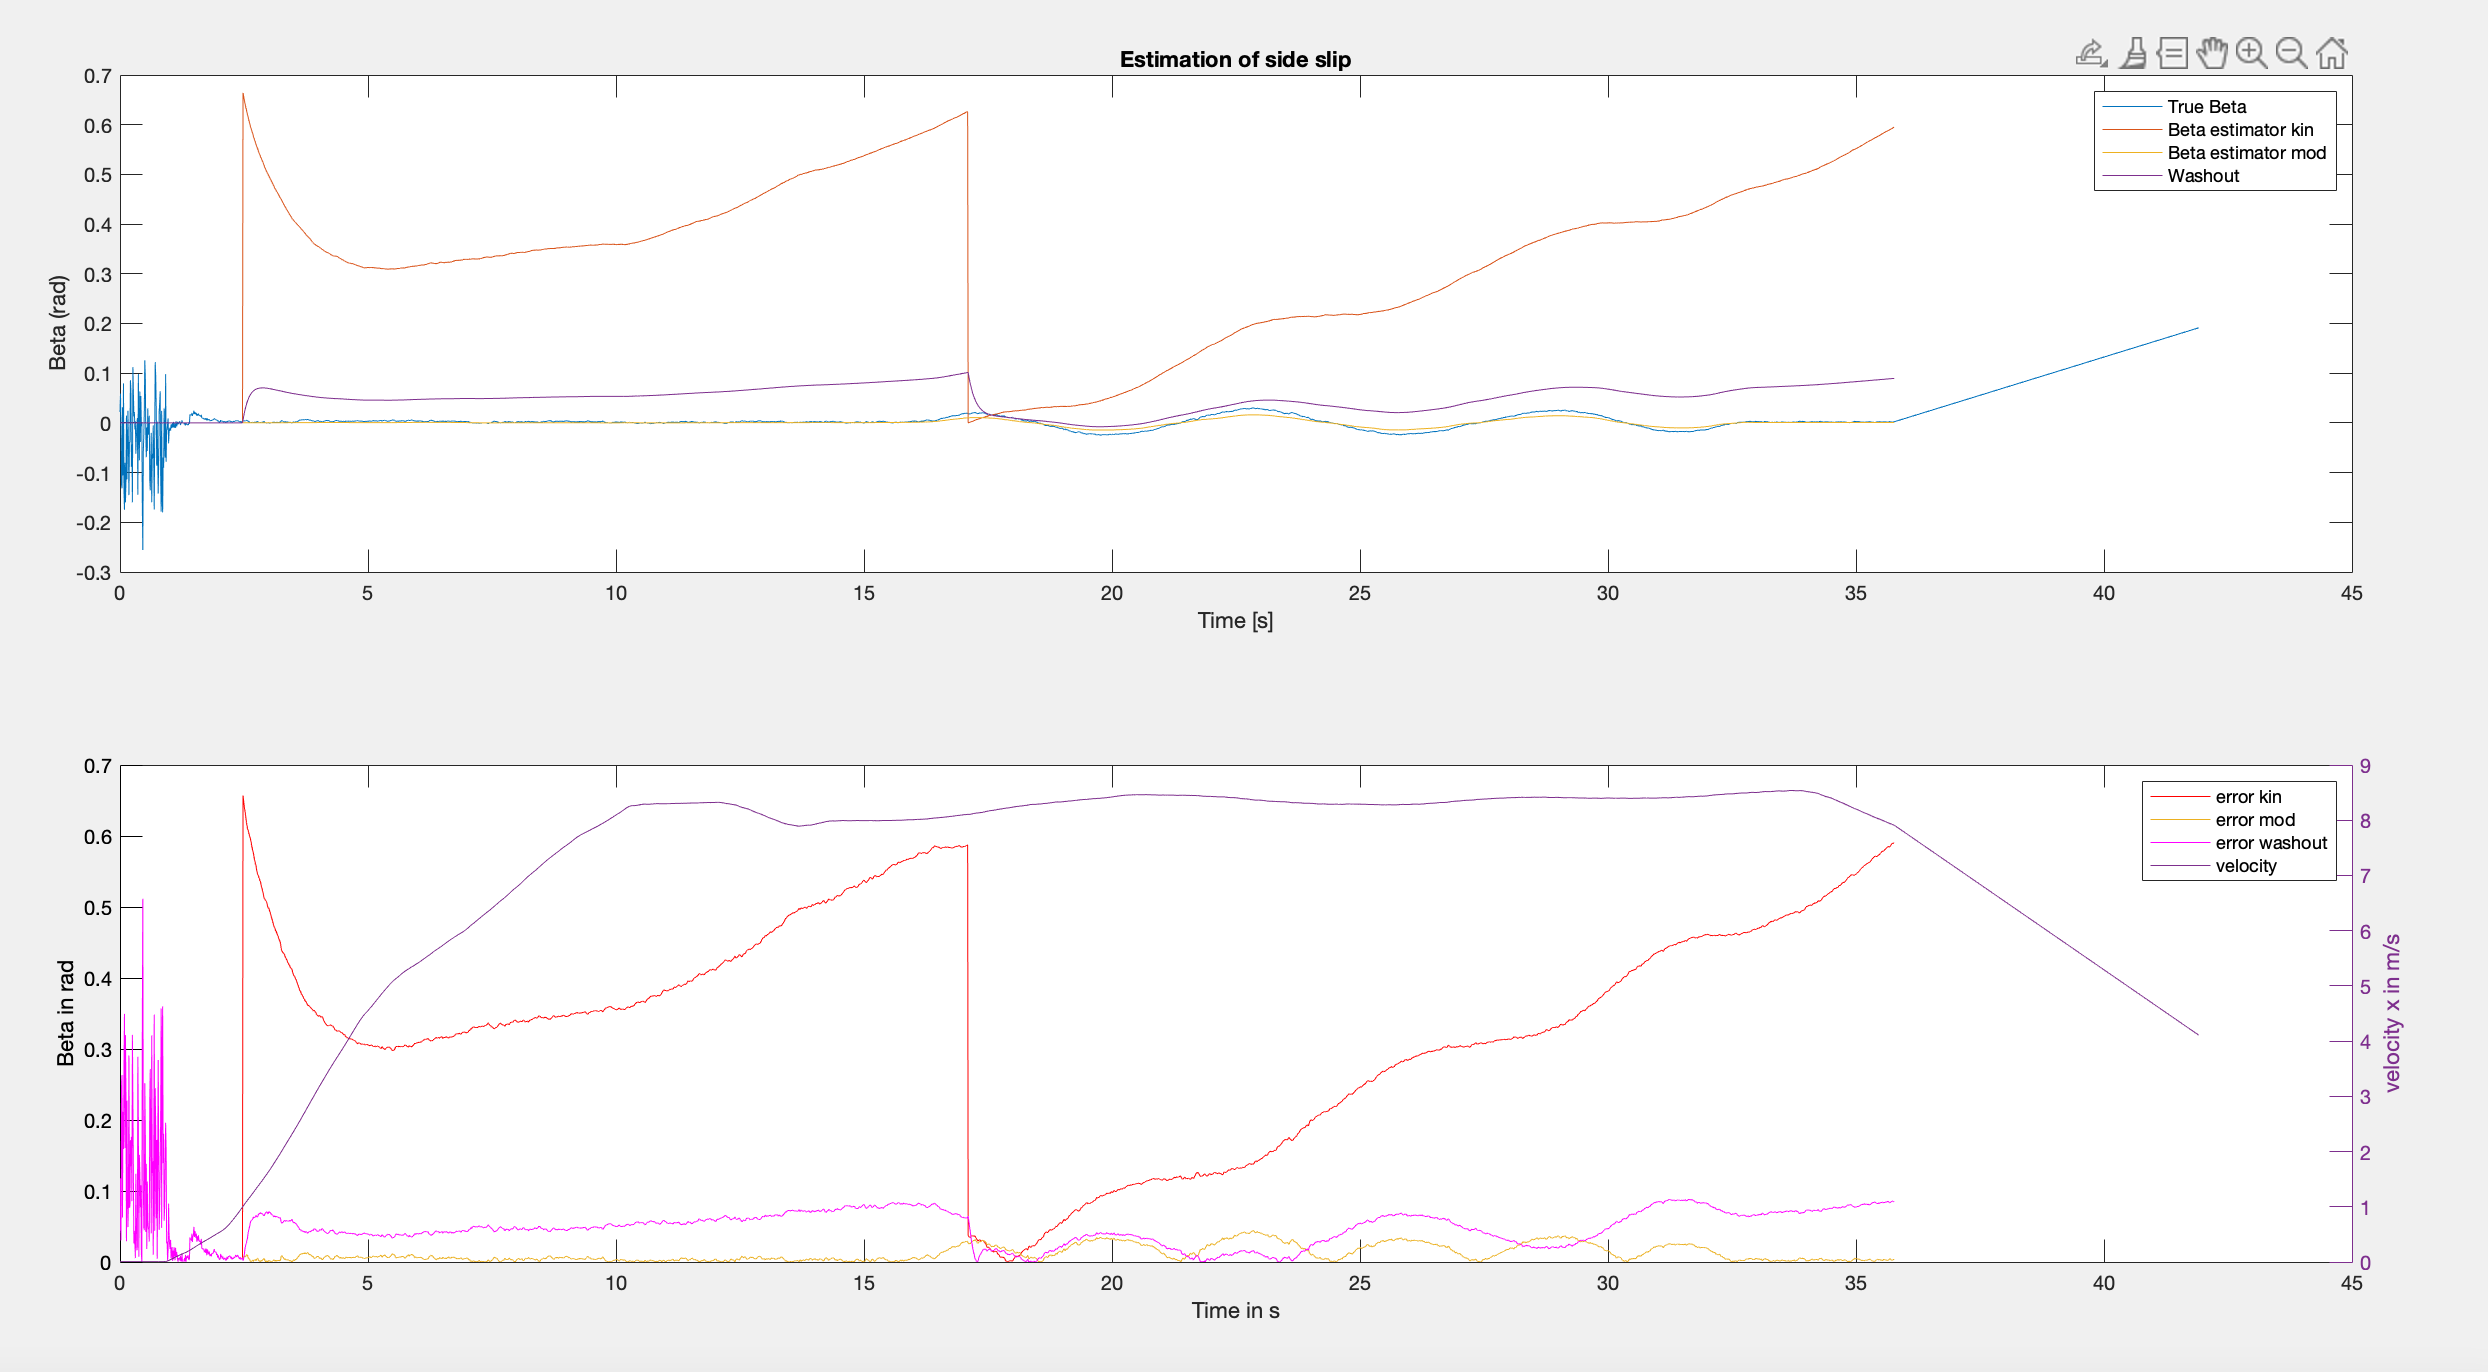 Estimation of side slip
0.7
0.6
0.5
0.4
0.3
0.2
0.1
0
-0.1
-0.2
-0.3
Beta (rad)
True Beta
Beta estimator kin
Beta estimator mod
Washout
0 5 10 15 20 25 30 35 40 45
Time [s]
0.7
0.6
0.5
0.4
0.3
0.2
0.1
0
Beta in rad
error kin
error mod
error washout
velocity
9
8
7
6
5
4
3
2
1
0
velocity x in m/s
0 5 10 15 20 25 30 35 40 45
Time in s